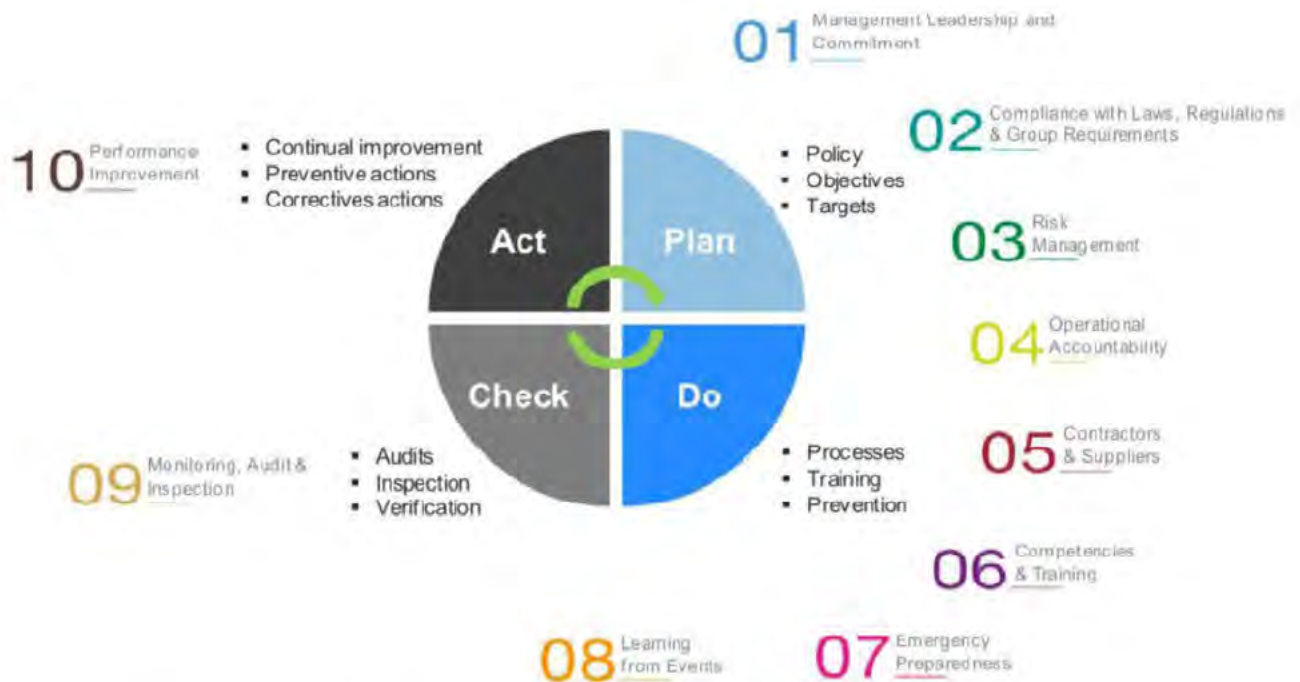 01 Management Leadership and
Commitment
02 Compliance with Laws, Regulations
& Group Requirements
10 Performance
Improvement
▪ Continual improvement
▪ Preventive actions
▪ Correctives actions
▪ Policy
▪ Objectives
▪ Targets
Act
Plan
03 Risk
Management
04 Operational
Accountability
Check
Do
05 Contractors
& Suppliers
09 Monitoring, Audit &
Inspection
▪ Audits
▪ Inspection
▪ Verification
▪ Processes
▪ Training
▪ Prevention
06 Competencies
& Training
08 Learning
from Events
07 Emergency
Preparedness